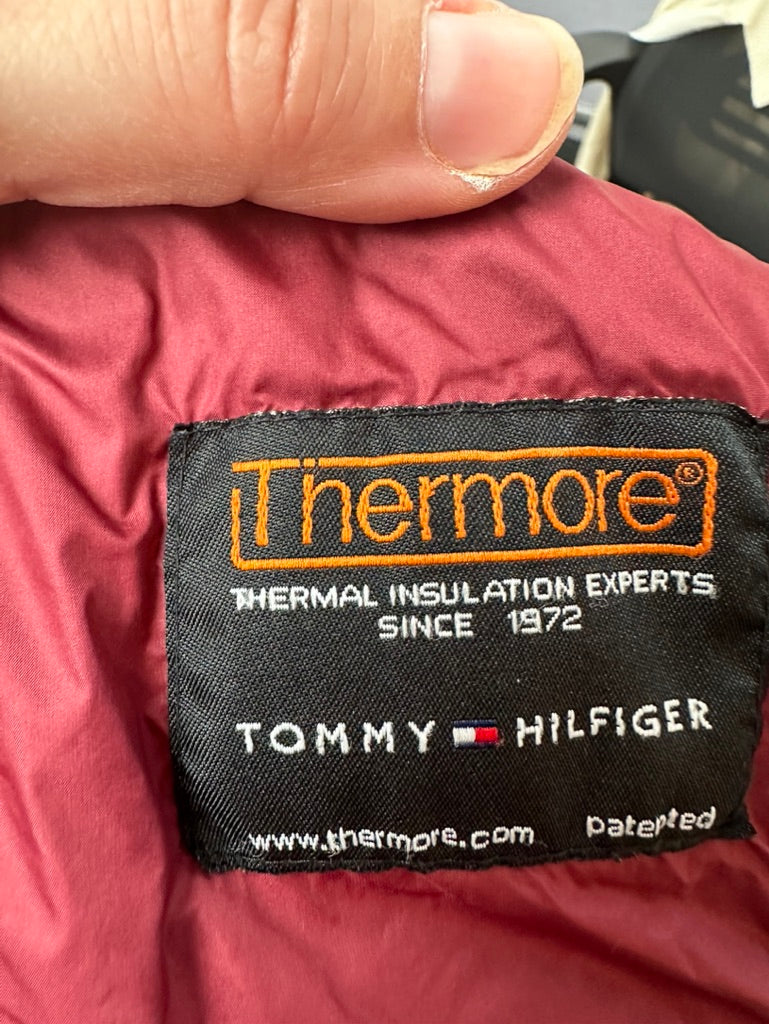 Thermore®
THERMAL INSULATION EXPERTS
SINCE 1972
TOMMY HILFIGER
www.thermore.com patented